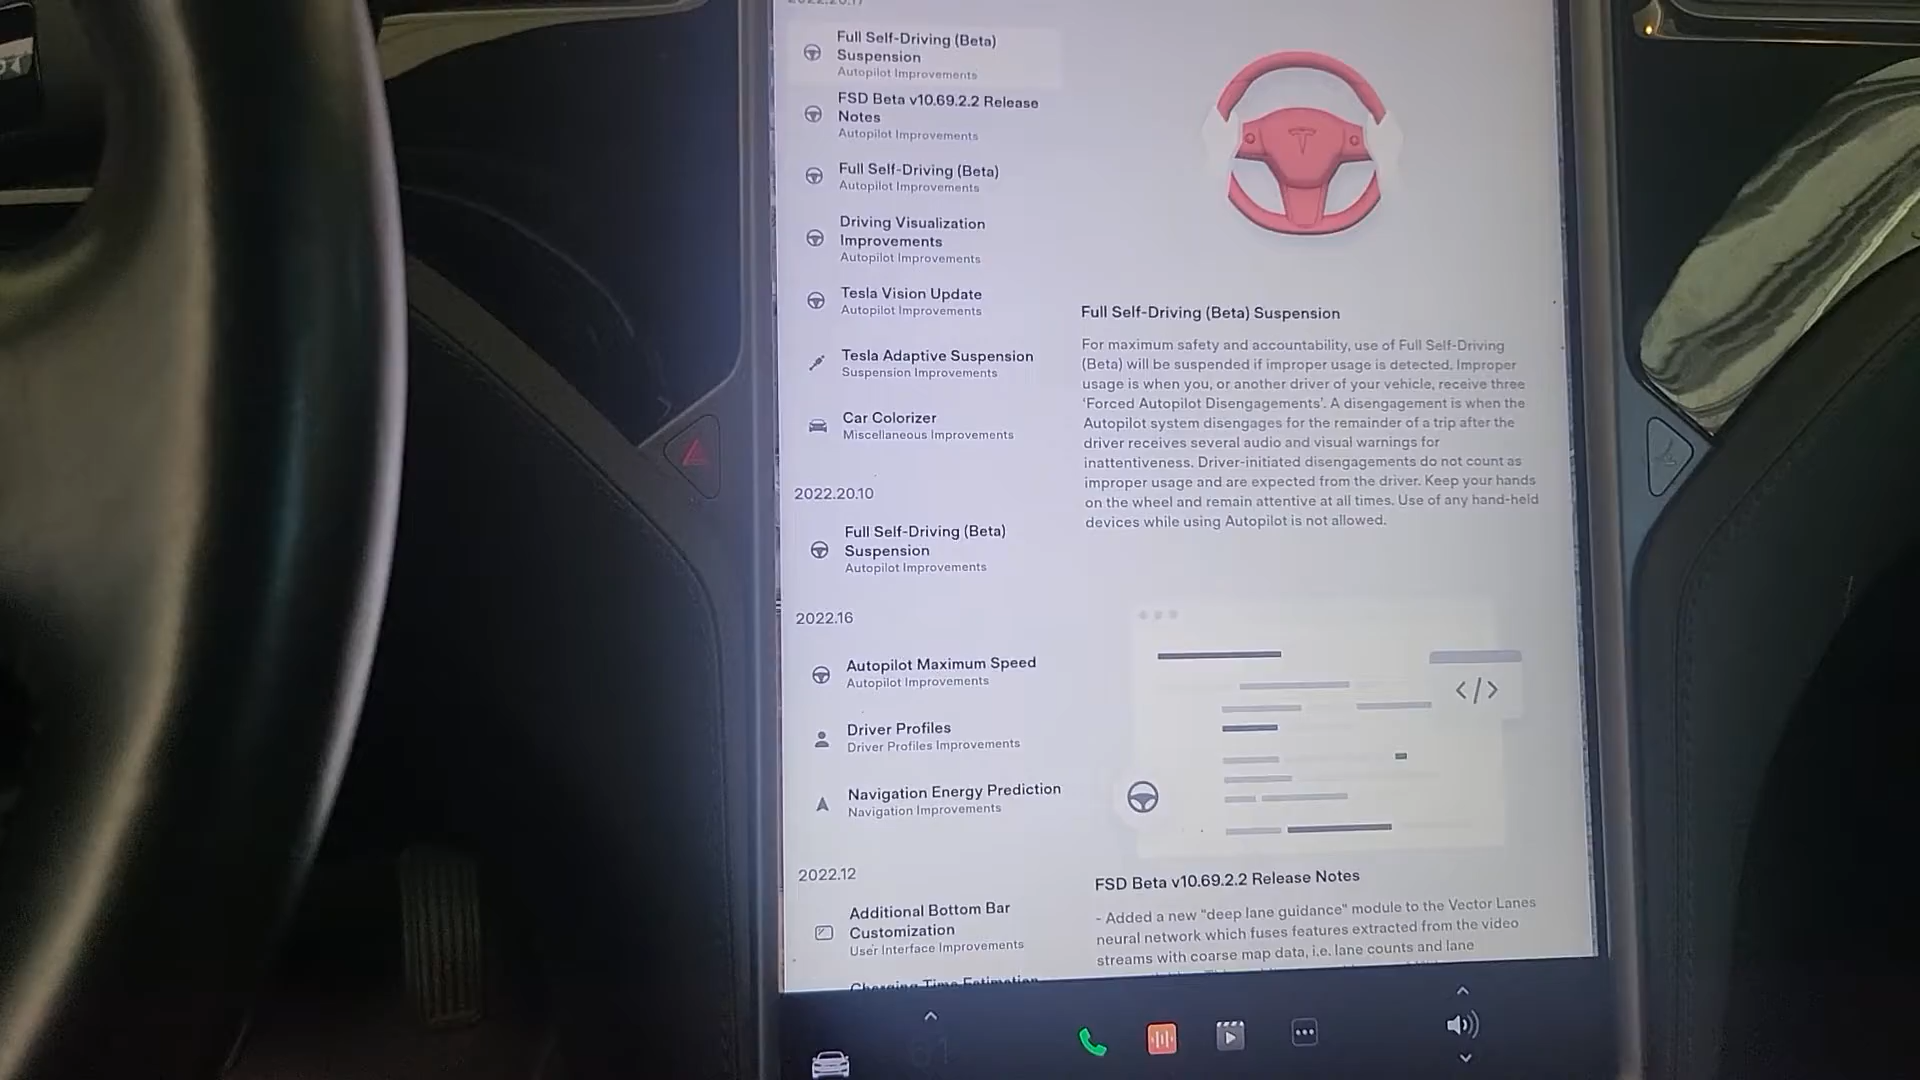 Full Self-Driving (Beta)
Suspension
Autopilot Improvements
FSD Beta v10.69.2.2 Release
Notes
Autopilot Improvements
Full Self-Driving (Beta)
Autopilot Improvements
Driving Visualization
Improvements
Autopilot Improvements
Tesla Vision Update
Autopilot Improvements
Tesla Adaptive Suspension
Suspension Improvements
Car Colorizer
Miscellaneous Improvements
2022.20.10
Full Self-Driving (Beta)
Suspension
Autopilot Improvements
2022.16
Autopilot Maximum Speed
Autopilot Improvements
Driver Profiles
Driver Profiles Improvements
Navigation Energy Prediction
Navigation Improvements
2022.12
Additional Bottom Bar
Customization
User Interface Improvements
Charging Time Estimation
Full Self-Driving (Beta) Suspension
For maximum safety and accountability, use of Full Self-Driving
(Beta) will be suspended if improper usage is detected. Improper
usage is when you, or another driver of your vehicle, receive three
'Forced Autopilot Disengagements'. A disengagement is when the
Autopilot system disengages for the remainder of a trip after the
driver receives several audio and visual warnings for
inattentiveness. Driver-initiated disengagements do not count as
improper usage and are expected from the driver. Keep your hands
on the wheel and remain attentive at all times. Use of any hand-held
devices while using Autopilot is not allowed.
</>
FSD Beta v10.69.2.2 Release Notes
- Added a new "deep lane guidance" module to the Vector Lanes
neural network which fuses features extracted from the video
streams with coarse map data, i.e. lane counts and lane